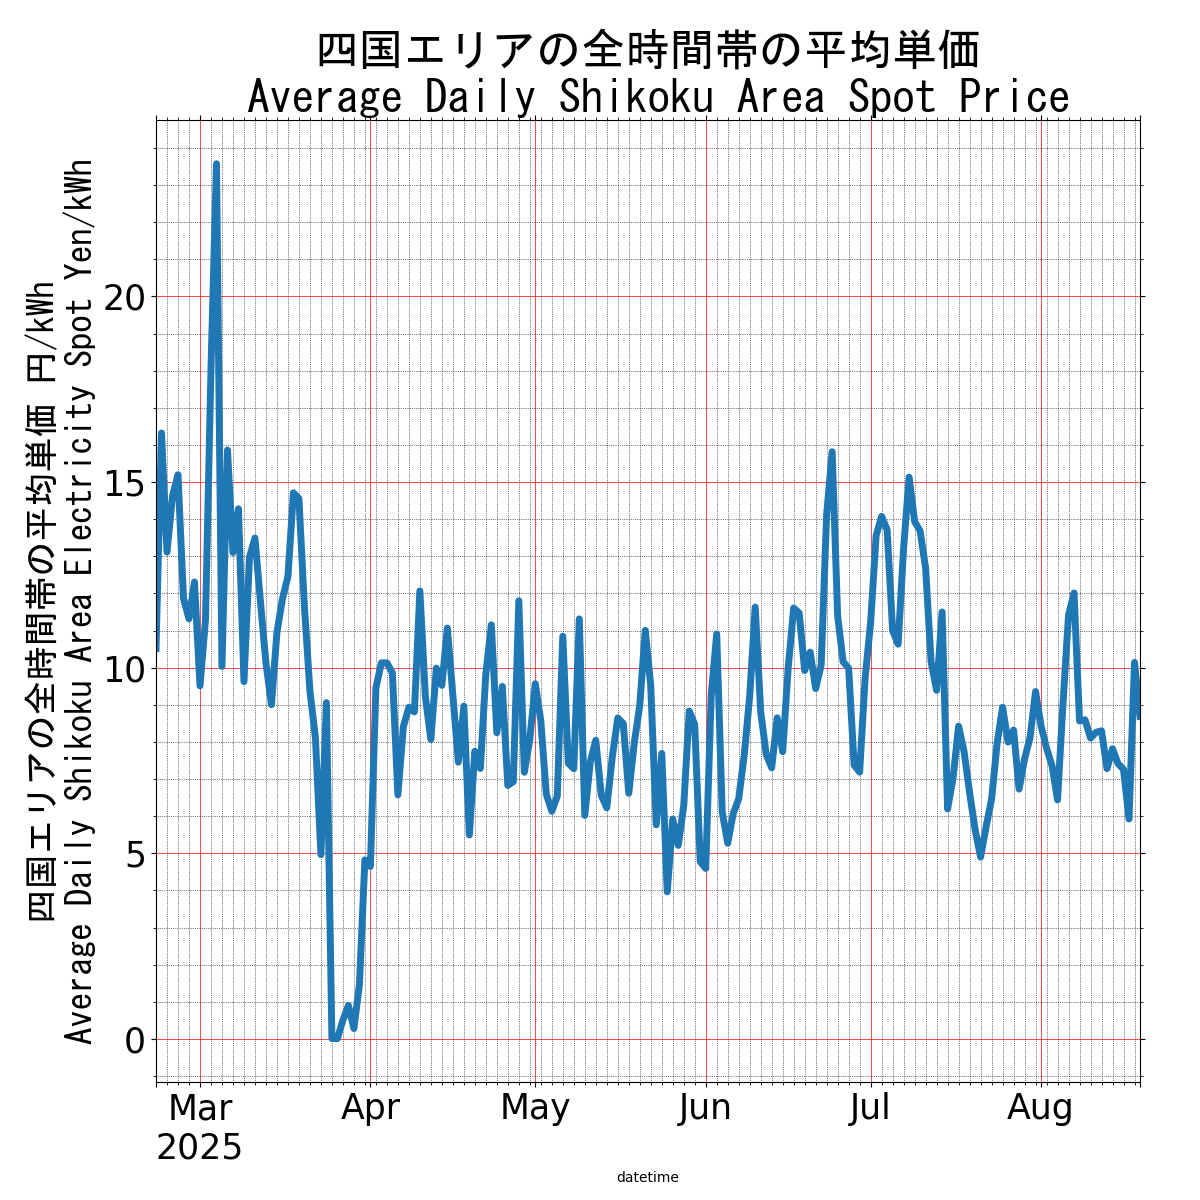 四国エリアの全時間帯の平均単価
Average Daily Shikoku Area Spot Price
四国エリアの全時間帯の平均単価 円/kWh
Average Daily Shikoku Area Electricity Spot Yen/kWh
20
15
10
5
0
Mar
Apr
May
Jun
Jul
Aug
2025
datetime